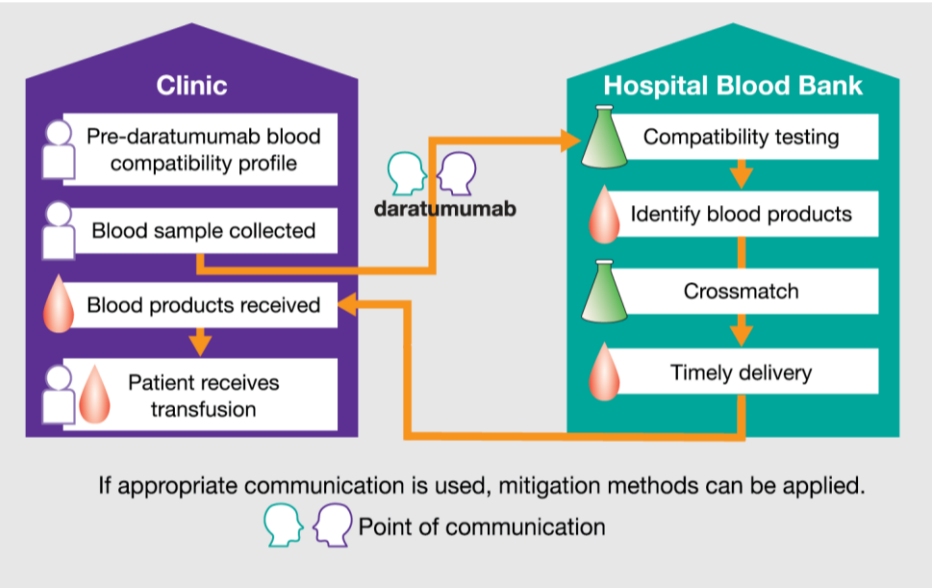 Clinic
Pre-daratumumab blood
compatibility profile
Blood sample collected
Blood products received
Patient receives
transfusion
daratumumab
Hospital Blood Bank
Compatibility testing
Identify blood products
Crossmatch
Timely delivery
If appropriate communication is used, mitigation methods can be applied.
Point of communication